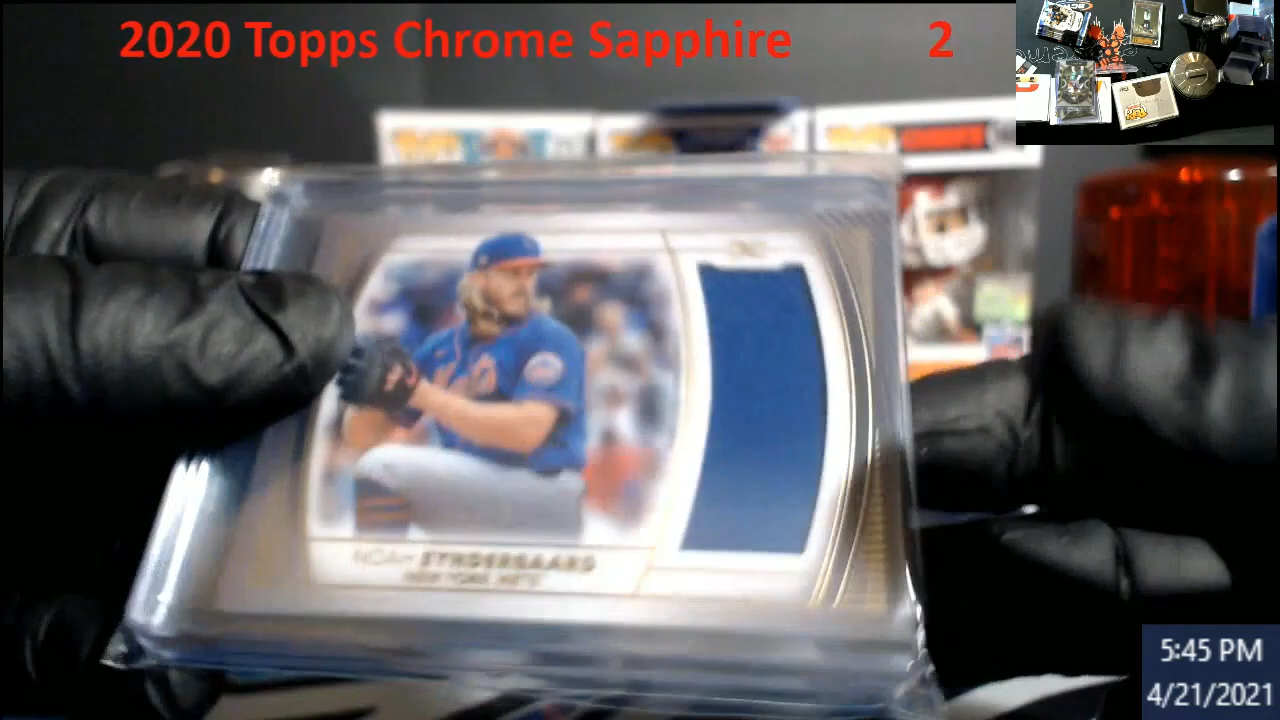 2020 Topps Chrome Sapphire 2
NOAH SYNDERGAARD
NEW YORK METS
5:45 PM
4/21/2021